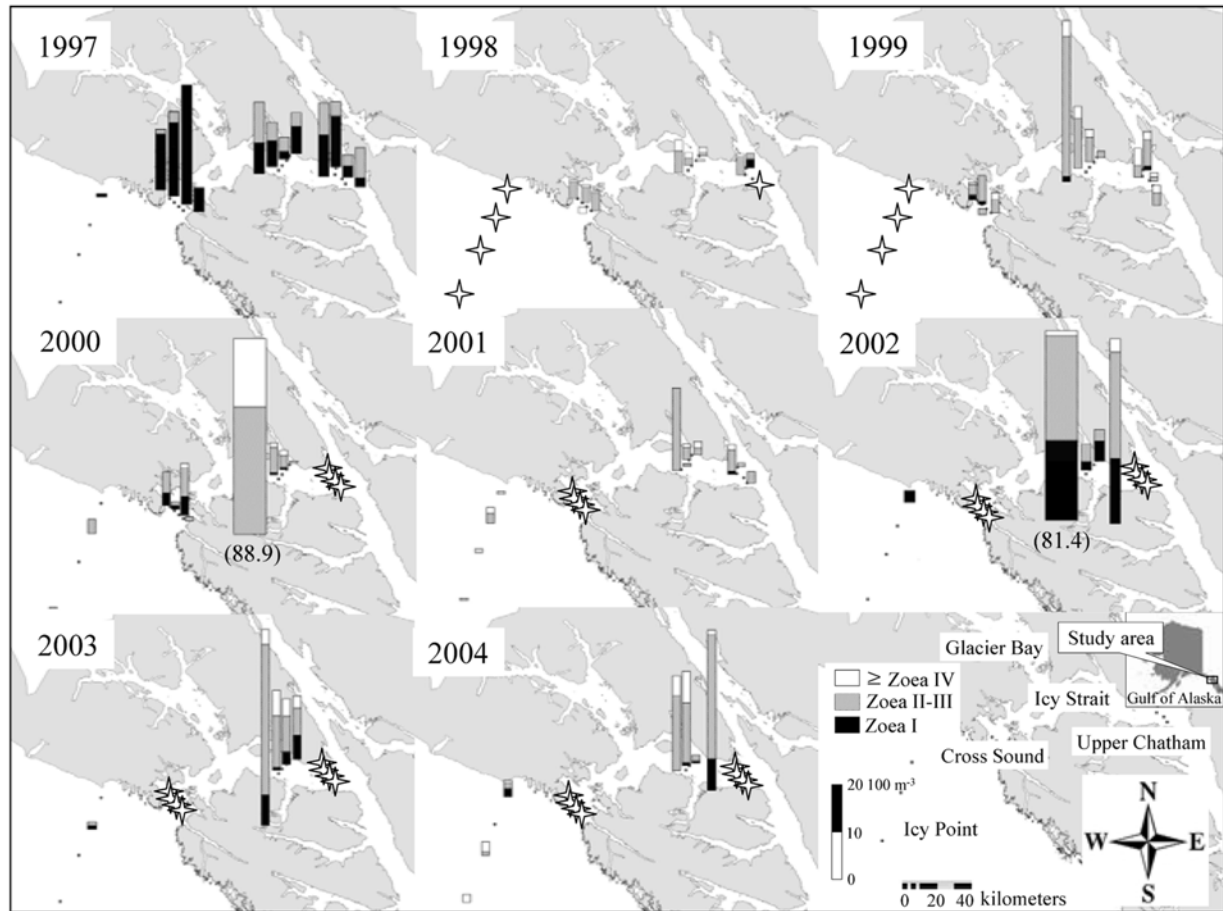 1997
1998
1999
2000
2001
2002
(88.9)
(81.4)
2003
2004
Glacier Bay
Study area
≥ Zoea IV
Zoea II-III
Zoea I
Icy Strait
Gulf of Alaska
Cross Sound
Upper Chatham
20 100 m⁻³
10
0
Icy Point
N
W
E
S
0 20 40 kilometers